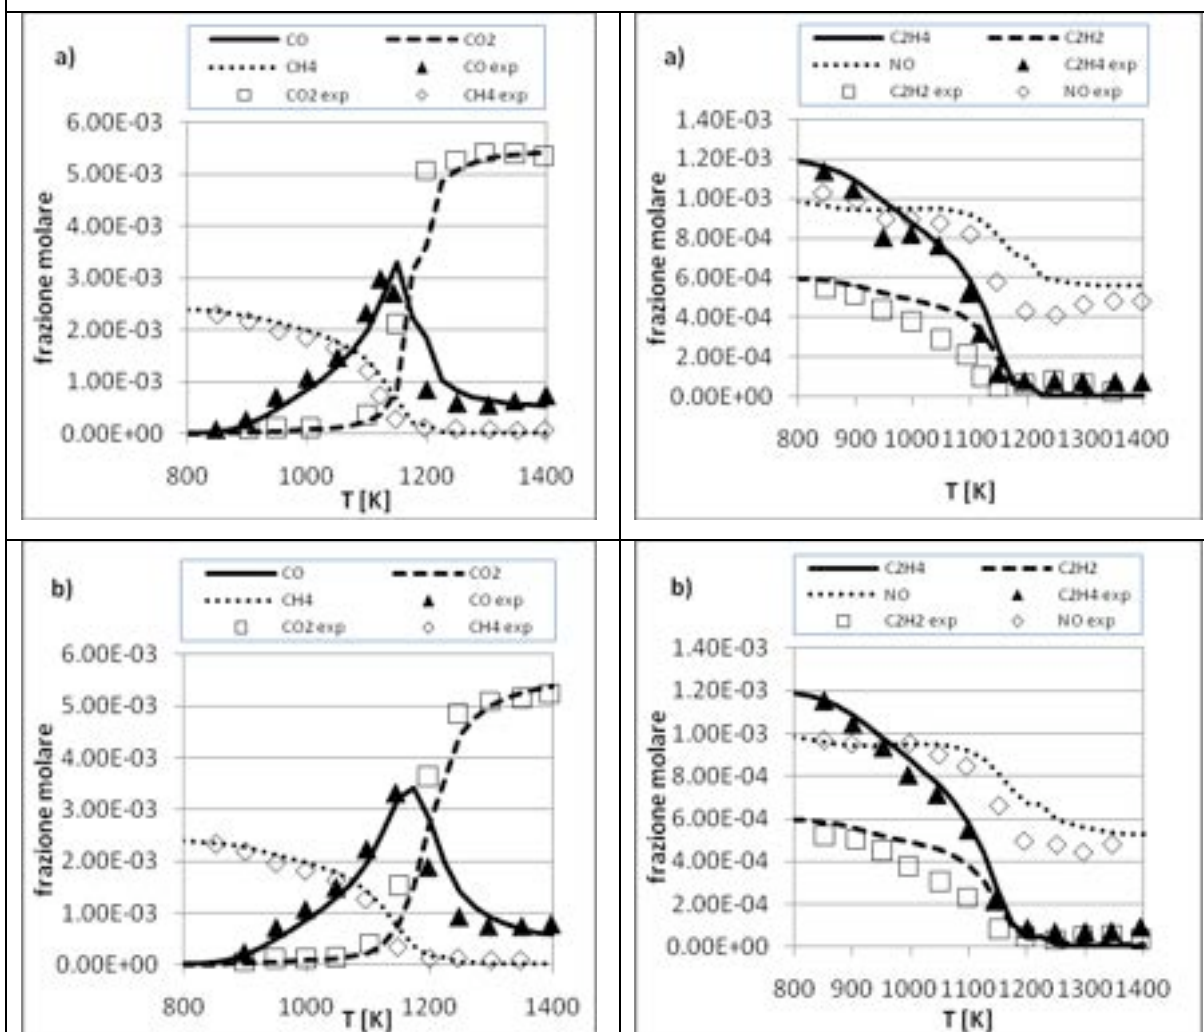 a)
CO CO2
CH4 CO exp
CO2 exp CH4 exp
6.00E-03
5.00E-03
4.00E-03
3.00E-03
2.00E-03
1.00E-03
0.00E+00
frazione molare
800 1000 1200 1400
T [K]
a)
C2H4 C2H2
NO C2H4 exp
C2H2 exp NO exp
1.40E-03
1.20E-03
1.00E-03
8.00E-04
6.00E-04
4.00E-04
2.00E-04
0.00E+00
frazione molare
800 900 1000 1100 1200 1300 1400
T [K]
b)
CO CO2
CH4 CO exp
CO2 exp CH4 exp
6.00E-03
5.00E-03
4.00E-03
3.00E-03
2.00E-03
1.00E-03
0.00E+00
frazione molare
800 1000 1200 1400
T [K]
b)
C2H4 C2H2
NO C2H4 exp
C2H2 exp NO exp
1.40E-03
1.20E-03
1.00E-03
8.00E-04
6.00E-04
4.00E-04
2.00E-04
0.00E+00
frazione molare
800 900 1000 1100 1200 1300 1400
T [K]